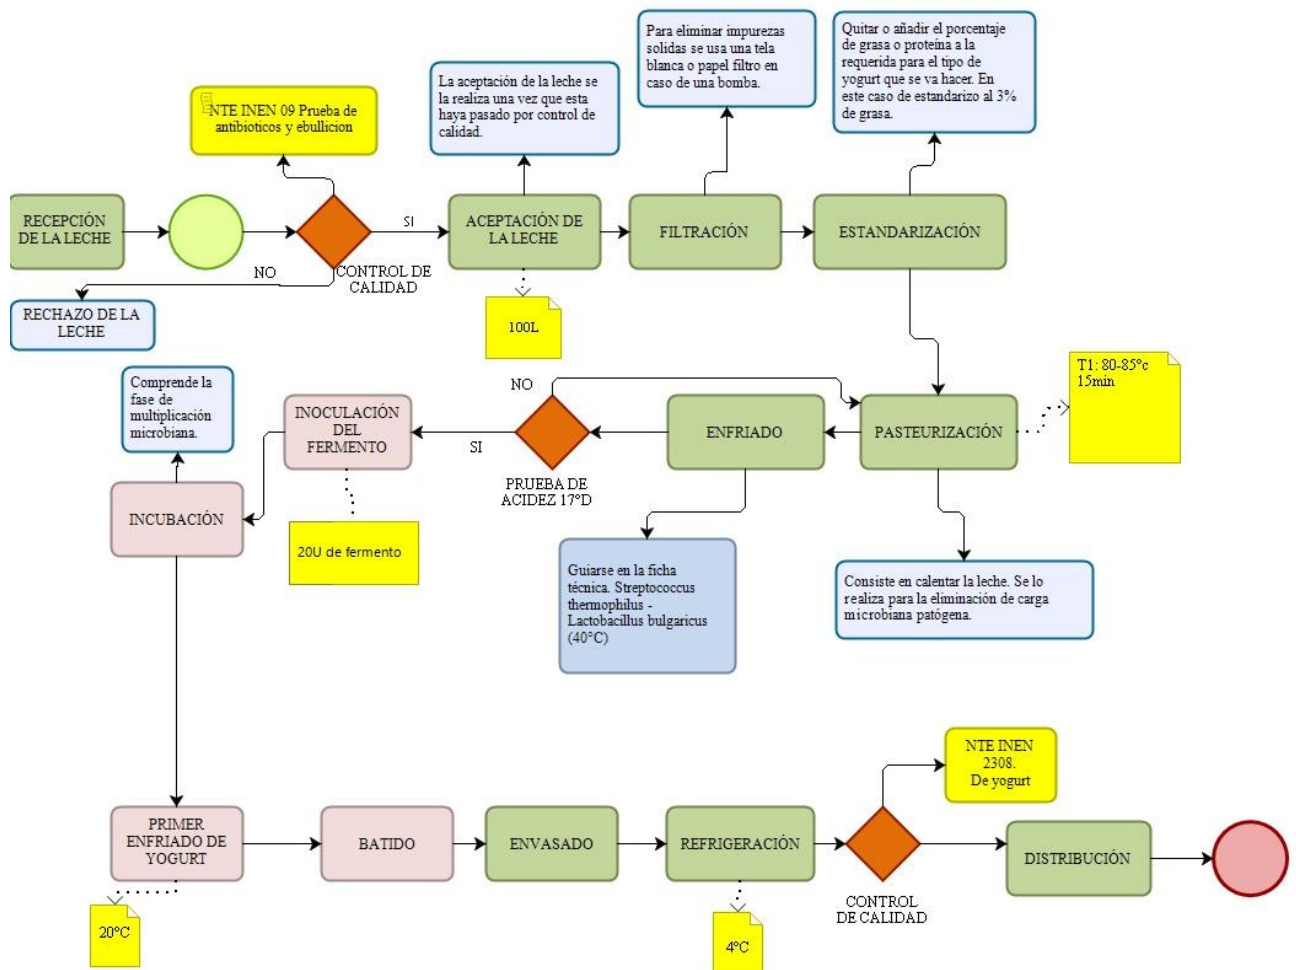 Para eliminar impurezas
solidas se usa una tela
blanca o papel filtro en
caso de una bomba.
Quitar o añadir el porcentaje
de grasa o proteína a la
requerida para el tipo de
yogurt que se va hacer. En
este caso de estandarizo al 3%
de grasa.
La aceptación de la leche se
la realiza una vez que esta
haya pasado por control de
calidad.
NTE INEN 09 Prueba de
antibioticos y ebullicion
RECEPCIÓN
DE LA LECHE
SI
ACEPTACIÓN DE
LA LECHE
FILTRACIÓN
ESTANDARIZACIÓN
NO
CONTROL DE
CALIDAD
RECHAZO DE LA
LECHE
100L
T1: 80-85°c
15min
Comprende la
fase de
multiplicación
microbiana.
INOCULACIÓN
DEL
FERMENTO
SI
NO
PRUEBA DE
ACIDEZ 17°D
ENFRIADO
PASTEURIZACIÓN
INCUBACIÓN
20U de fermento
Guiarse en la ficha
técnica. Streptococcus
thermophilus -
Lactobacillus bulgaricus
(40°C)
Consiste en calentar la leche. Se lo
realiza para la eliminación de carga
microbiana patógena.
NTE INEN
2308.
De yogurt
PRIMER
ENFRIADO DE
YOGURT
BATIDO
ENVASADO
REFRIGERACIÓN
CONTROL
DE CALIDAD
DISTRIBUCIÓN
20°C
4°C